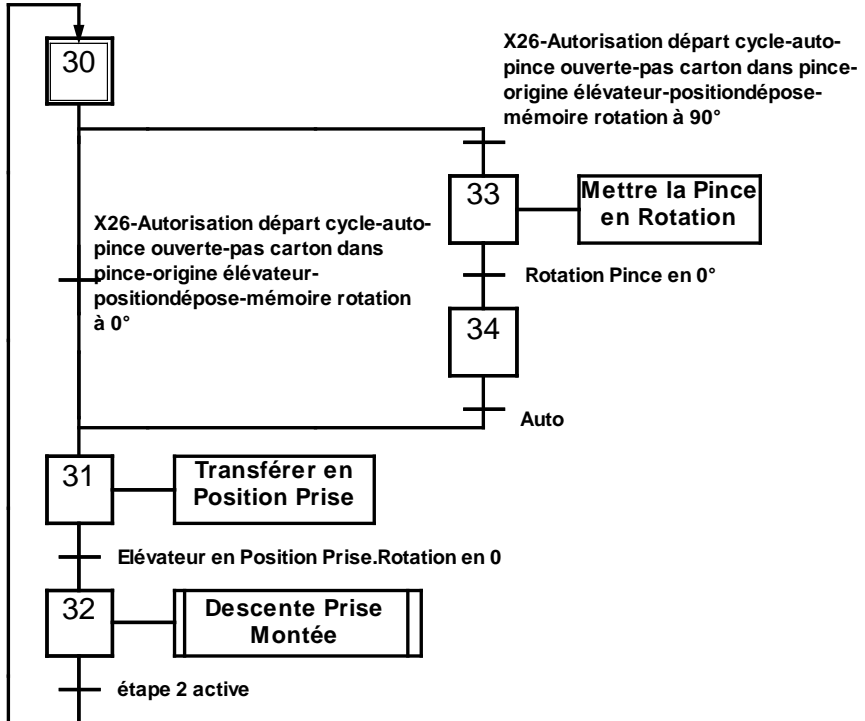 30
X26-Autorisation départ cycle-auto-
pince ouverte-pas carton dans pince-
origine élévateur-positiondépose-
mémoire rotation à 90°
33
Mettre la Pince
en Rotation
X26-Autorisation départ cycle-auto-
pince ouverte-pas carton dans
pince-origine élévateur-
positiondépose-mémoire rotation
à 0°
Rotation Pince en 0°
34
Auto
31
Transférer en
Position Prise
Elévateur en Position Prise.Rotation en 0
32
Descente Prise
Montée
étape 2 active